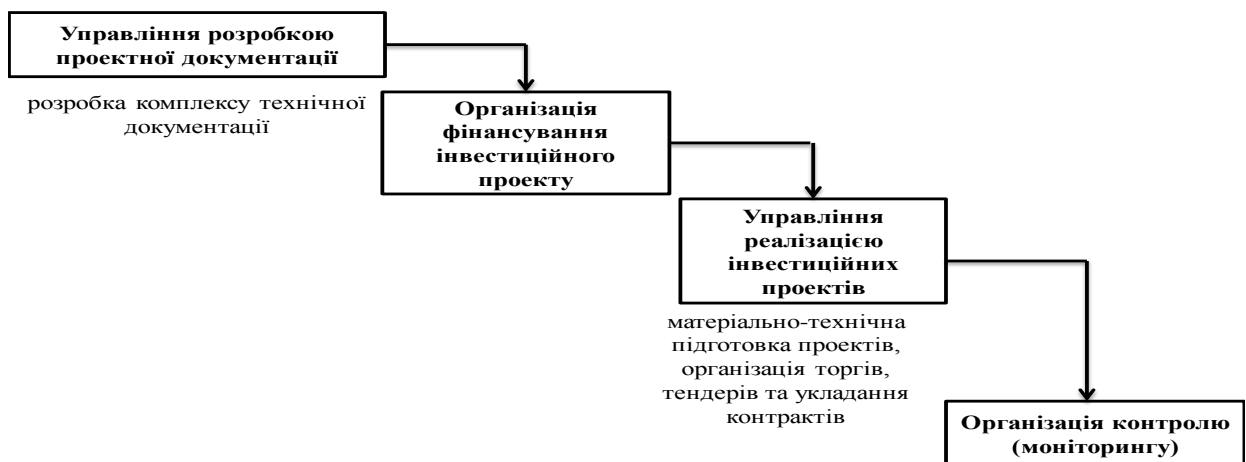 Управління розробкою
проектної документації
розробка комплексу технічної
документації
Організація
фінансування
інвестиційного
проекту
Управління
реалізацією
інвестиційних
проектів
матеріально-технічна
підготовка проектів,
організація торгів,
тендерів та укладання
контрактів
Організація контролю
(моніторингу)